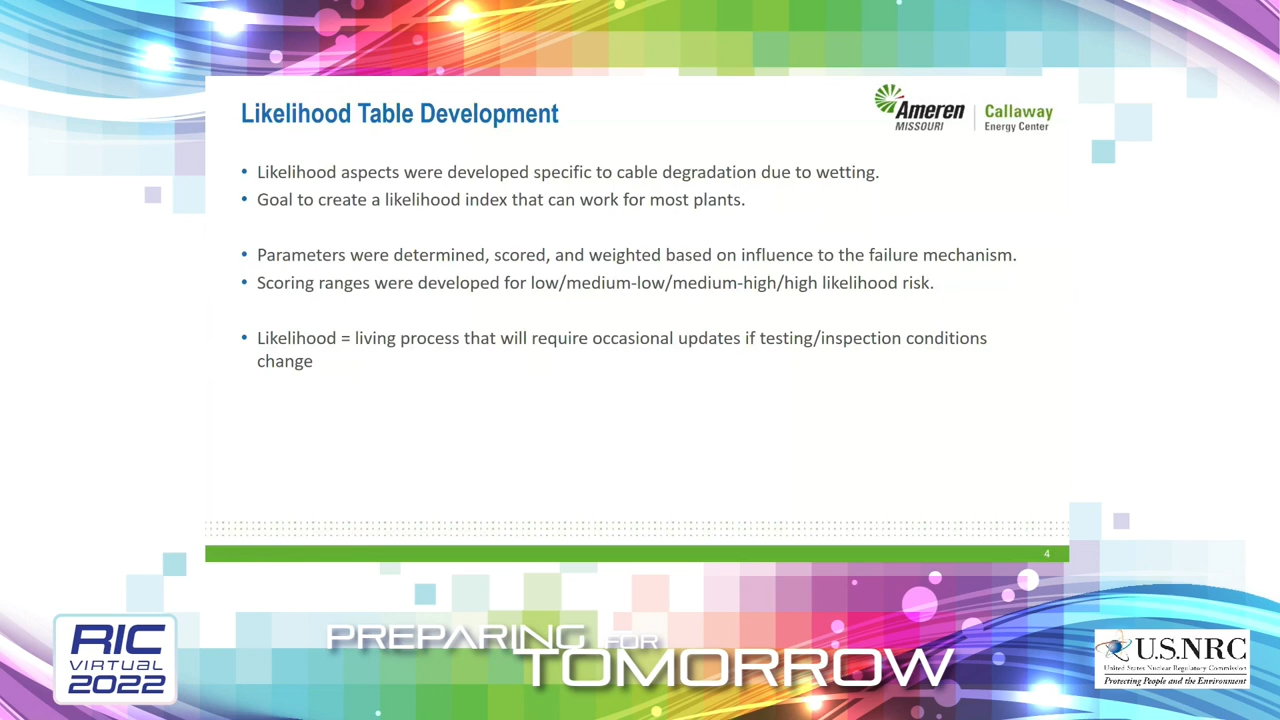 Likelihood Table Development
Ameren
MISSOURI
Callaway
Energy Center
• Likelihood aspects were developed specific to cable degradation due to wetting.
• Goal to create a likelihood index that can work for most plants.
• Parameters were determined, scored, and weighted based on influence to the failure mechanism.
• Scoring ranges were developed for low/medium-low/medium-high/high likelihood risk.
• Likelihood = living process that will require occasional updates if testing/inspection conditions
change
4
RIC
VIRTUAL
2022
PREPARING FOR
TOMORROW
U.S.NRC
United States Nuclear Regulatory Commission
Protecting People and the Environment